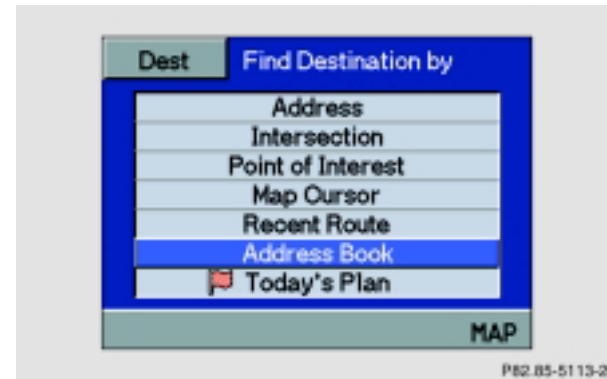 Dest Find Destination by
Address
Intersection
Point of Interest
Map Cursor
Recent Route
Address Book
Today's Plan
MAP
P82.85-5113-2